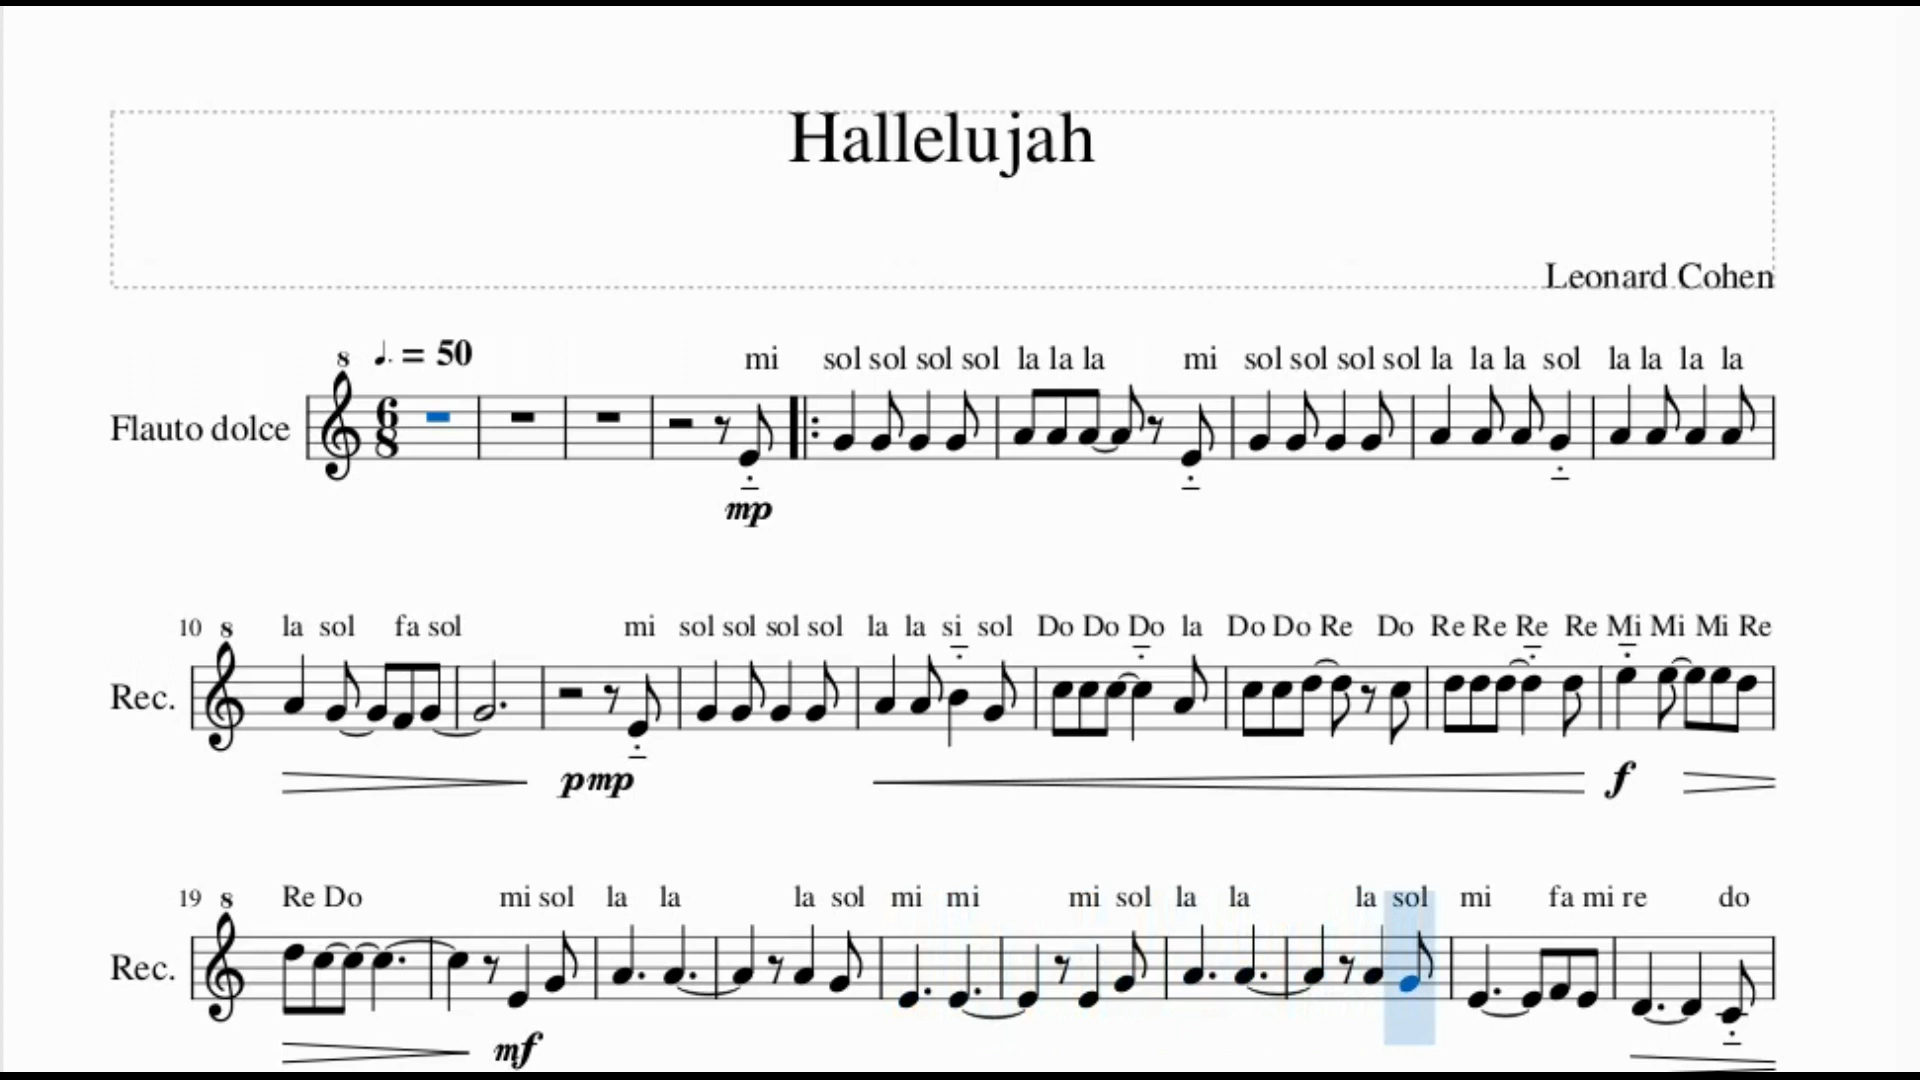 Hallelujah
Leonard Cohen
8 ♩. = 50
mi sol sol sol sol la la la mi sol sol sol sol la la la sol la la la la
Flauto dolce
6
8
mp
10 8 la sol fa sol mi sol sol sol sol la la si sol Do Do Do la Do Do Re Do Re Re Re Re Mi Mi Mi Re
Rec.
p mp f
19 8 Re Do mi sol la la la sol mi mi mi sol la la la sol mi fa mi re do
Rec.
mf